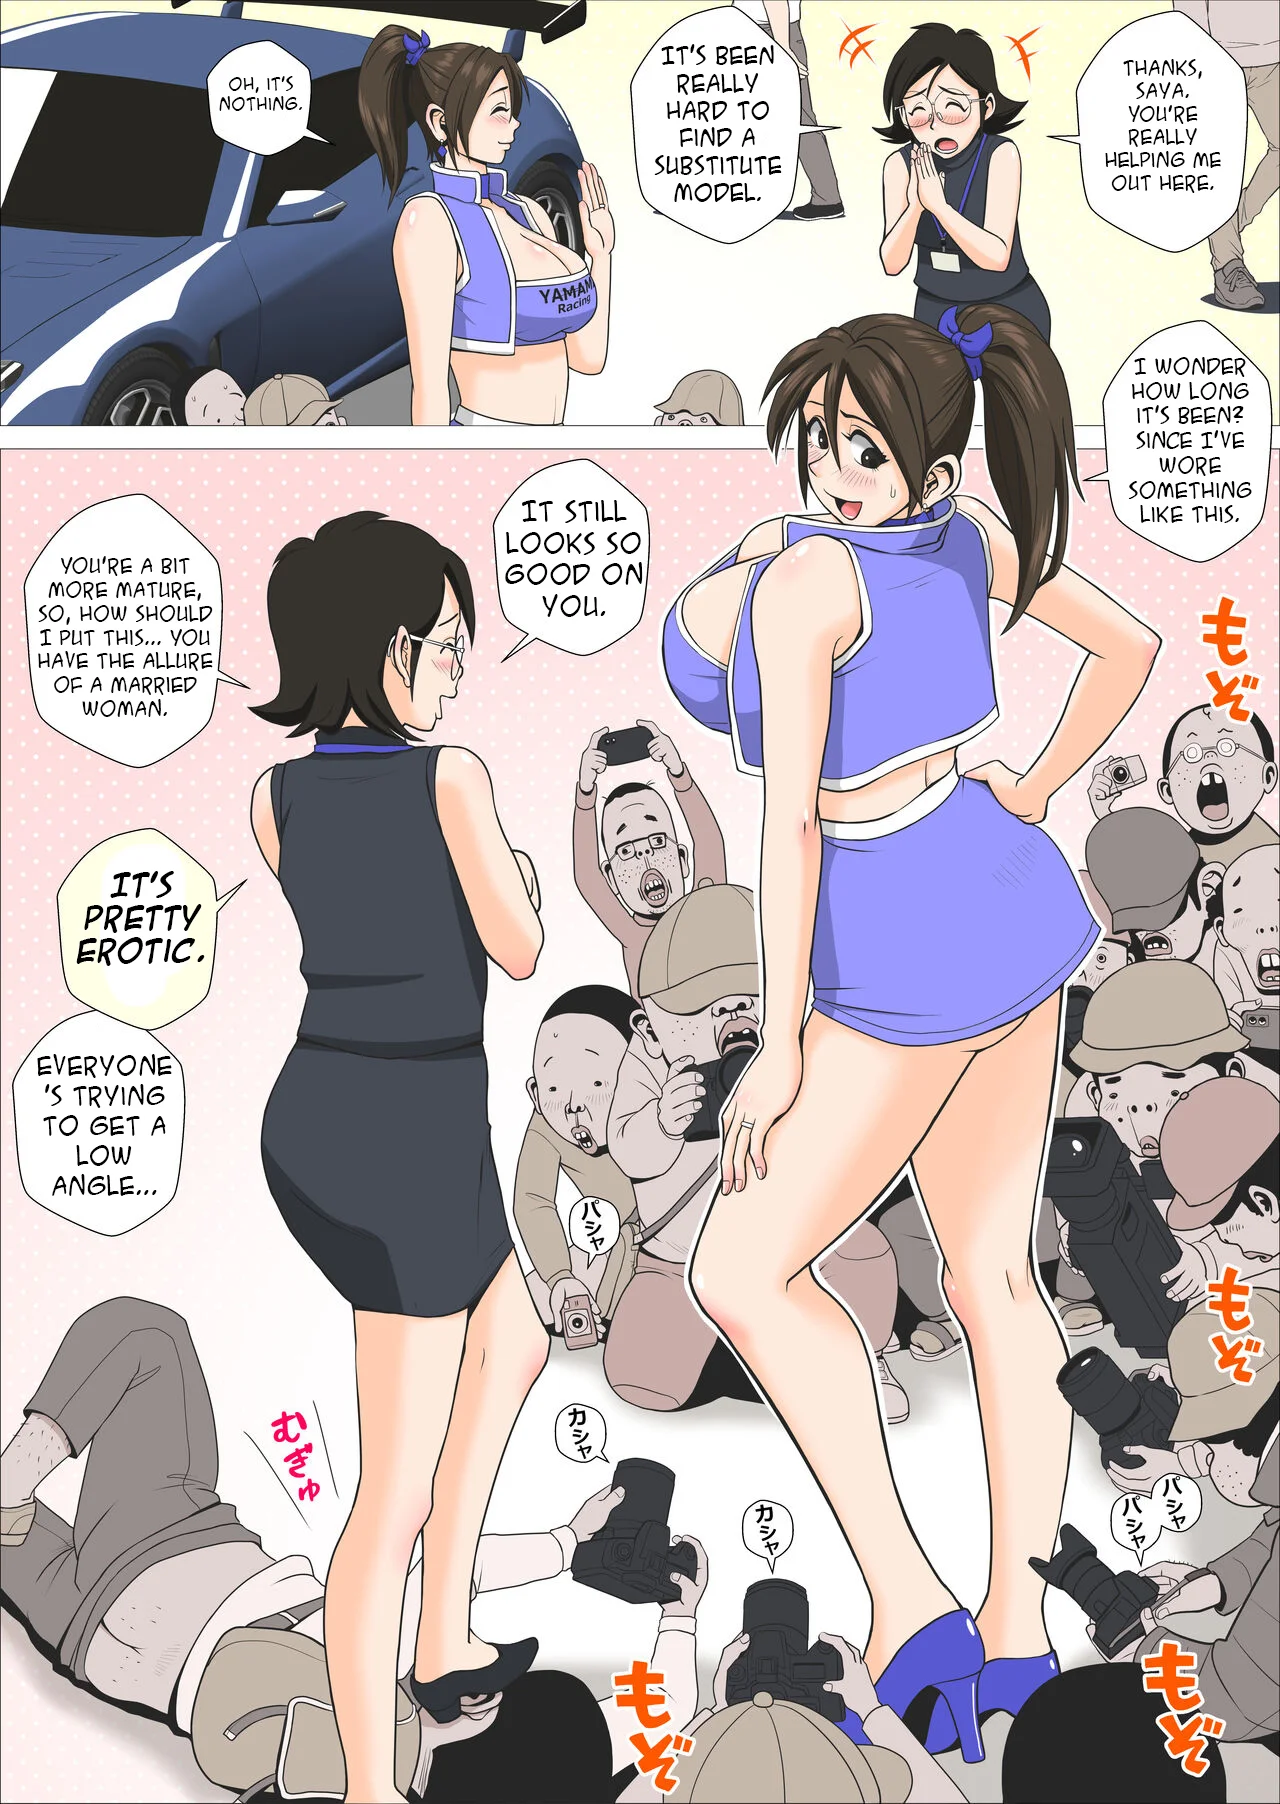 THANKS,
SAYA.
YOU'RE
REALLY
HELPING ME
OUT HERE.
IT'S BEEN
REALLY
HARD TO
FIND A
SUBSTITUTE
MODEL.
OH, IT'S
NOTHING.
YAMAM
Racing
I WONDER
HOW LONG
IT'S BEEN?
SINCE I'VE
WORE
SOMETHING
LIKE THIS.
IT STILL
LOOKS SO
GOOD ON
YOU.
YOU'RE A BIT
MORE MATURE,
SO, HOW SHOULD
I PUT THIS... YOU
HAVE THE ALLURE
OF A MARRIED
WOMAN.
IT'S
PRETTY
EROTIC.
EVERYONE
'S TRYING
TO GET A
LOW
ANGLE...
もぞ
パシャ
もぞ
カシャ
むぎゅ
カシャ
パシャ
パシャ
もぞ
もぞ